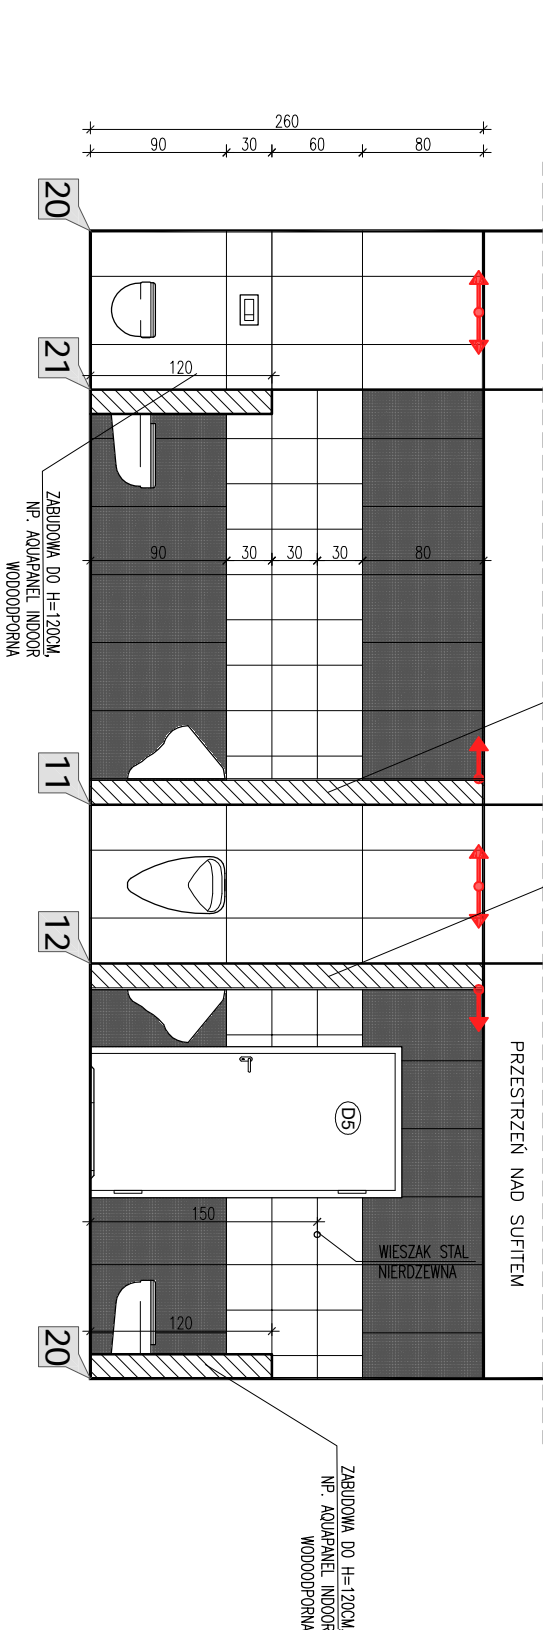 260
90 30 60 80
20
21
120
ZABUDOWA DO H=120CM,
NP. AQUAPANEL INDOOR
WODOODPORNA
90 30 30 30 80
11
12
PRZESTRZEŃ NAD SUFITEM
D5
150
WIESZAK STAL
NIERDZEWNA
120
20
ZABUDOWA DO H=120CM,
NP. AQUAPANEL INDOOR
WODOODPORNA